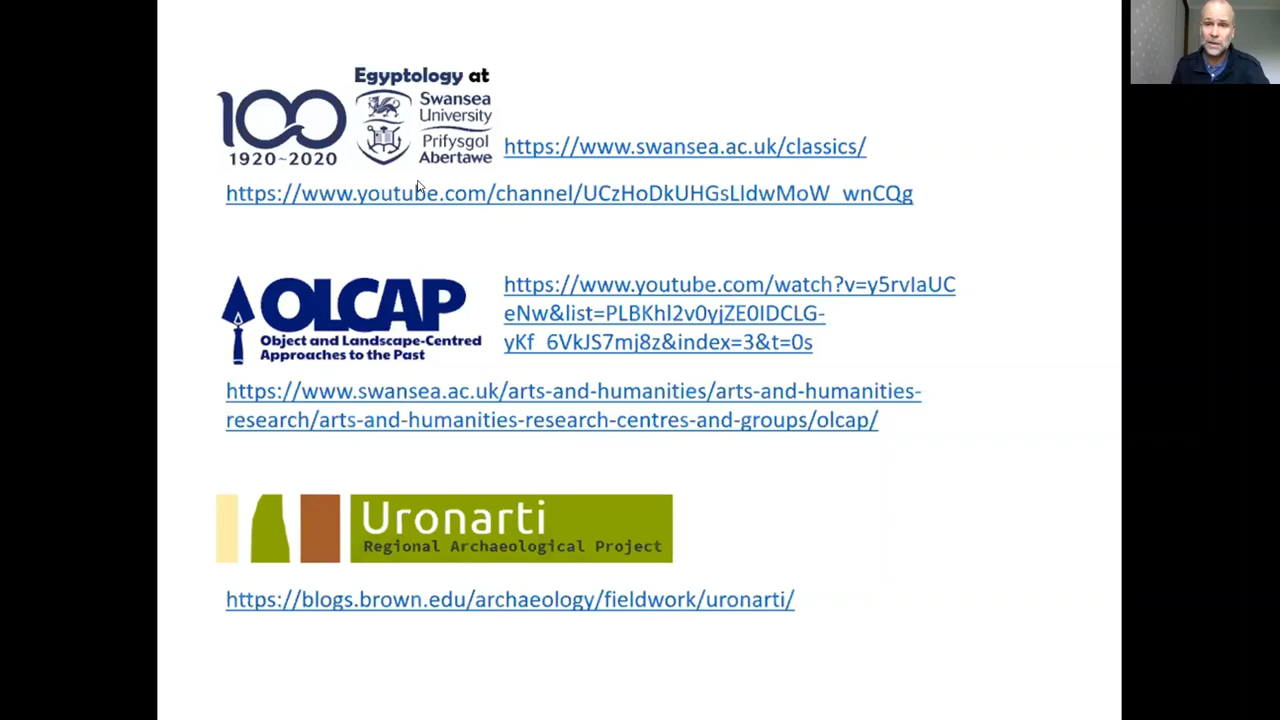 Egyptology at
100
1920~2020
Swansea
University
Prifysgol
Abertawe
https://www.swansea.ac.uk/classics/
https://www.youtube.com/channel/UCzHoDkUHGsLIdwMoW_wnCQg
OLCAP
Object and Landscape-Centred
Approaches to the Past
https://www.youtube.com/watch?v=y5rvIaUC
eNw&list=PLBKhl2v0yjZE0IDCLG-
yKf_6VkJS7mj8z&index=3&t=0s
https://www.swansea.ac.uk/arts-and-humanities/arts-and-humanities-
research/arts-and-humanities-research-centres-and-groups/olcap/
Uronarti
Regional Archaeological Project
https://blogs.brown.edu/archaeology/fieldwork/uronarti/